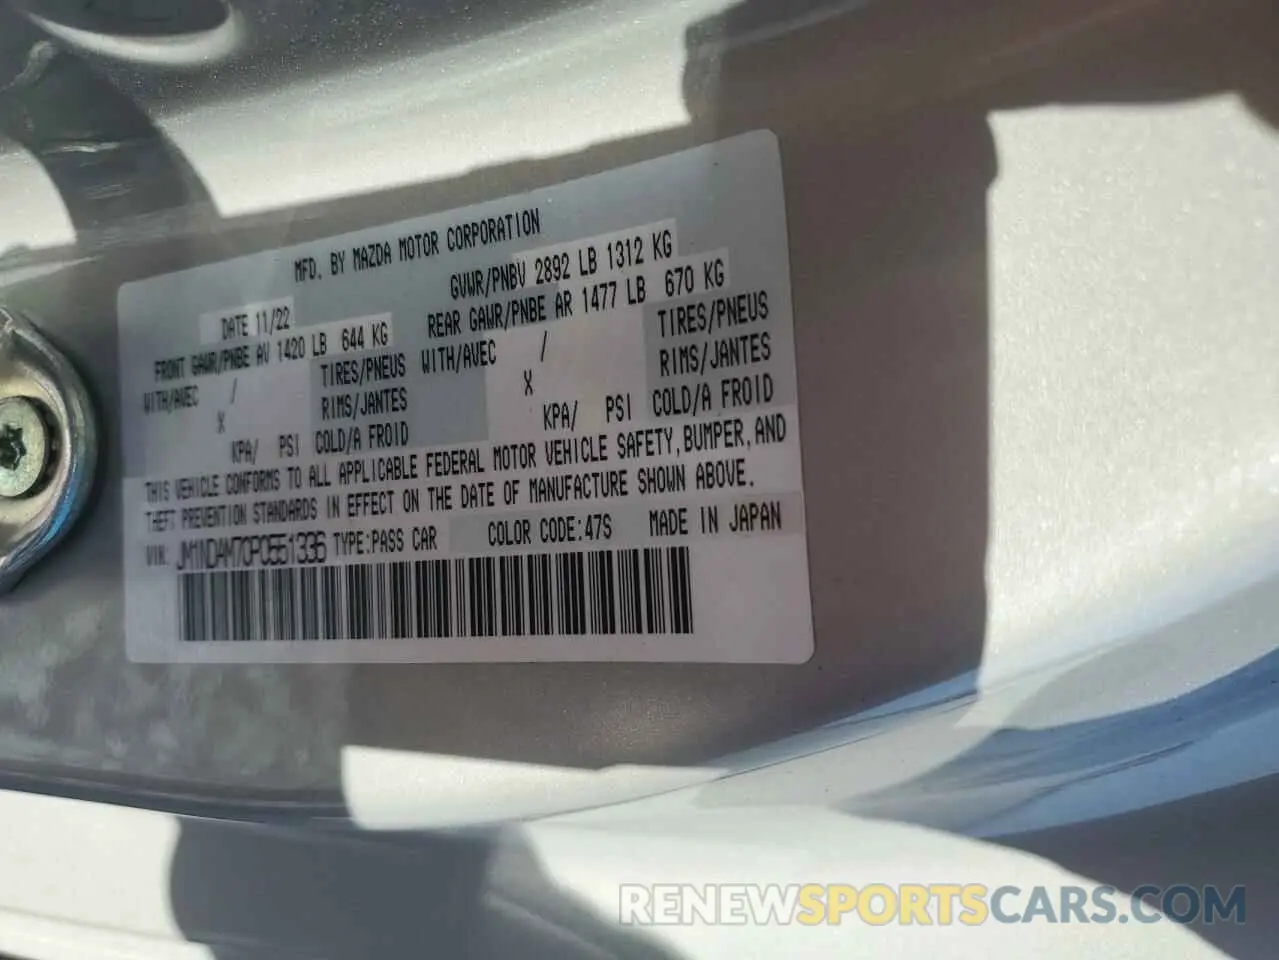 MFD. BY MAZDA MOTOR CORPORATION
DATE 11/22 GVWR/PNBV 2892 LB 1312 KG
FRONT GAWR/PNBE AV 1420 LB 644 KG REAR GAWR/PNBE AR 1477 LB 670 KG
WITH/AVEC / TIRES/PNEUS WITH/AVEC / TIRES/PNEUS
X RIMS/JANTES X RIMS/JANTES
KPA/ PSI COLD/A FROID KPA/ PSI COLD/A FROID
THIS VEHICLE CONFORMS TO ALL APPLICABLE FEDERAL MOTOR VEHICLE SAFETY, BUMPER, AND
THEFT PREVENTION STANDARDS IN EFFECT ON THE DATE OF MANUFACTURE SHOWN ABOVE.
VIN: JM1NDAM70P0551336 TYPE:PASS CAR COLOR CODE:47S MADE IN JAPAN
RENEWSPORTSCARS.COM